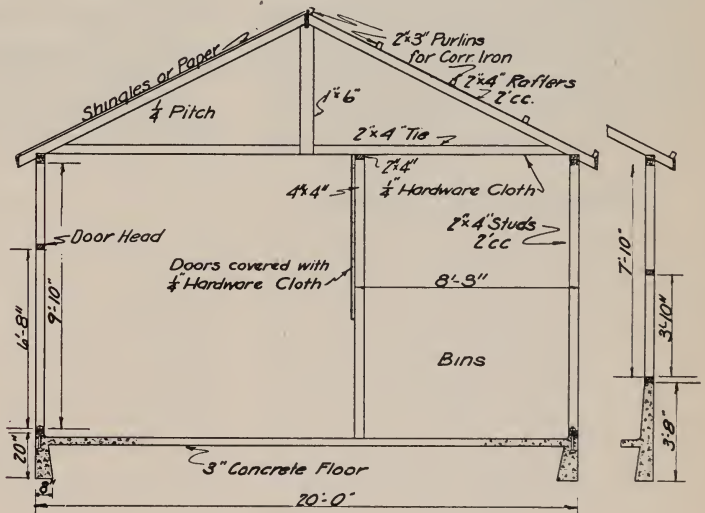 Shingles or Paper
2"x3" Purlins
for Corr. Iron
2"x4" Rafters
2'cc.
1/4 Pitch
1"x6"
2"x4" Tie
2"x4"
4"x4"
1/4" Hardware Cloth
2"x4" Studs
2'cc
7'-10"
Door Head
9'-10"
Doors covered with
1/4" Hardware Cloth
8'-3"
6'-8"
3'-10"
Bins
20"
3'-8"
3" Concrete Floor
8"
20'-0"